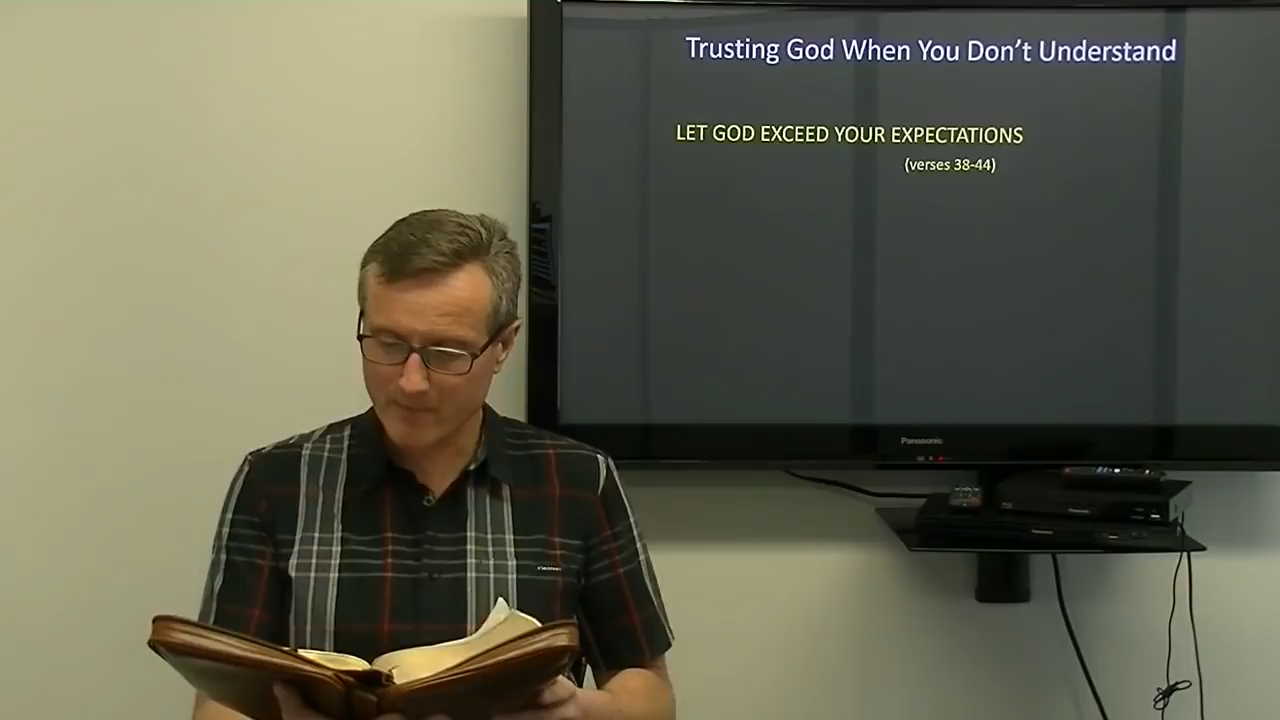 Trusting God When You Don't Understand
LET GOD EXCEED YOUR EXPECTATIONS
(verses 38-44)
Panasonic